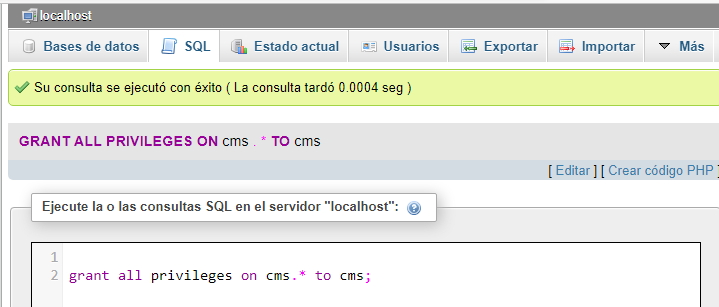 localhost
Bases de datos SQL Estado actual Usuarios Exportar Importar Más
Su consulta se ejecutó con éxito ( La consulta tardó 0.0004 seg )
GRANT ALL PRIVILEGES ON cms . * TO cms
[ Editar ] [ Crear código PHP ]
Ejecute la o las consultas SQL en el servidor "localhost":
1
2 grant all privileges on cms.* to cms;